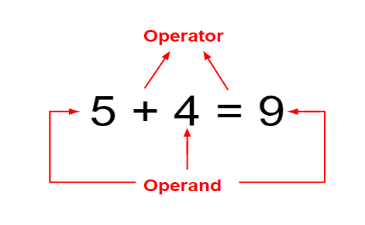 Operator
5 + 4 = 9
Operand